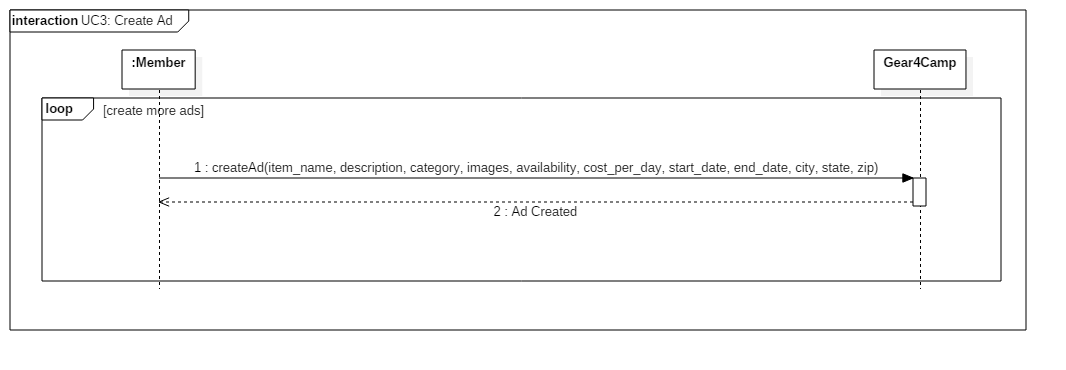 interaction UC3: Create Ad
:Member
Gear4Camp
loop
[create more ads]
1 : createAd(item_name, description, category, images, availability, cost_per_day, start_date, end_date, city, state, zip)
2 : Ad Created